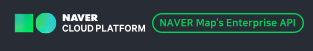 NAVER
CLOUD PLATFORM
NAVER Map's Enterprise API